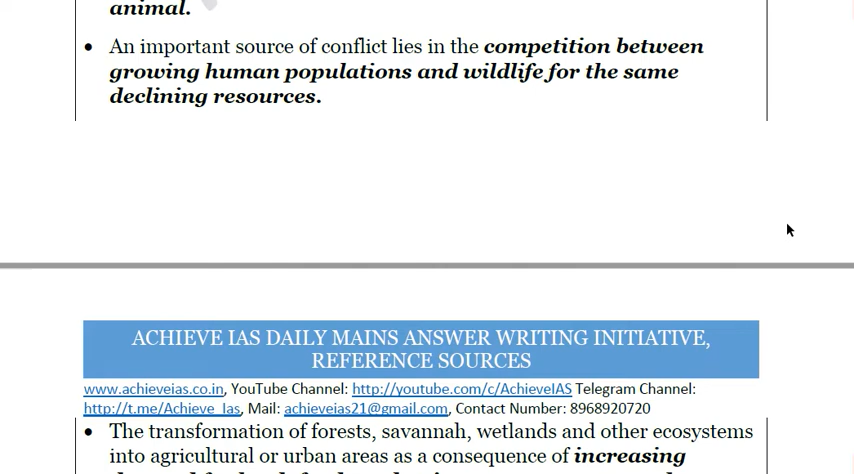 animal.
• An important source of conflict lies in the competition between
growing human populations and wildlife for the same
declining resources.
ACHIEVE IAS DAILY MAINS ANSWER WRITING INITIATIVE,
REFERENCE SOURCES
www.achieveias.co.in, YouTube Channel: http://youtube.com/c/AchieveIAS Telegram Channel:
http://t.me/Achieve_Ias, Mail: achieveias21@gmail.com, Contact Number: 8968920720
• The transformation of forests, savannah, wetlands and other ecosystems
into agricultural or urban areas as a consequence of increasing